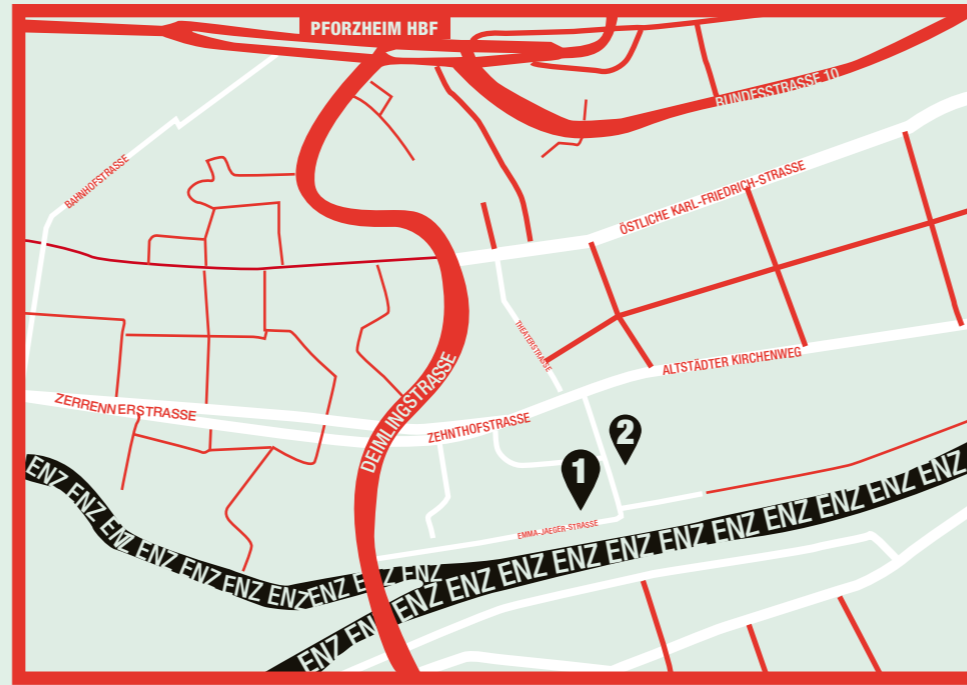 PFORZHEIM HBF
BUNDESSTRASSE 10
BAHNHOFSTRASSE
ÖSTLICHE KARL-FRIEDRICH-STRASSE
THEATERSTRASSE
ALTSTÄDTER KIRCHENWEG
DEIMLINGSTRASSE
ZERRENNERSTRASSE
ZEHNTHOFSTRASSE
2
1
EMMA-JAEGER-STRASSE
ENZ ENZ ENZ ENZ ENZ ENZ ENZ ENZ ENZ ENZ
ENZ ENZ ENZ ENZ ENZ ENZ ENZ ENZ ENZ ENZ ENZ ENZ ENZ